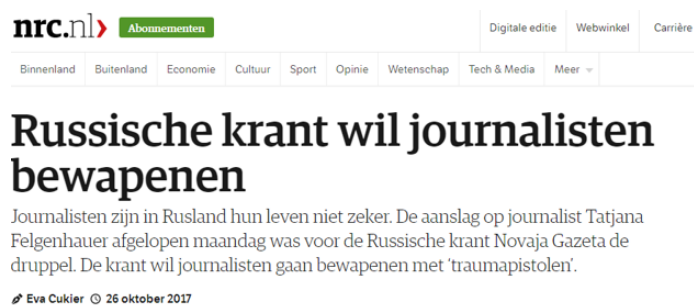 nrc.nl❯ Abonnementen Digitale editie Webwinkel Carrière
Binnenland Buitenland Economie Cultuur Sport Opinie Wetenschap Tech & Media Meer
Russische krant wil journalisten
bewapenen
Journalisten zijn in Rusland hun leven niet zeker. De aanslag op journalist Tatjana
Felgenhauer afgelopen maandag was voor de Russische krant Novaja Gazeta de
druppel. De krant wil journalisten gaan bewapenen met ‘traumapistolen’.
Eva Cukier 26 oktober 2017